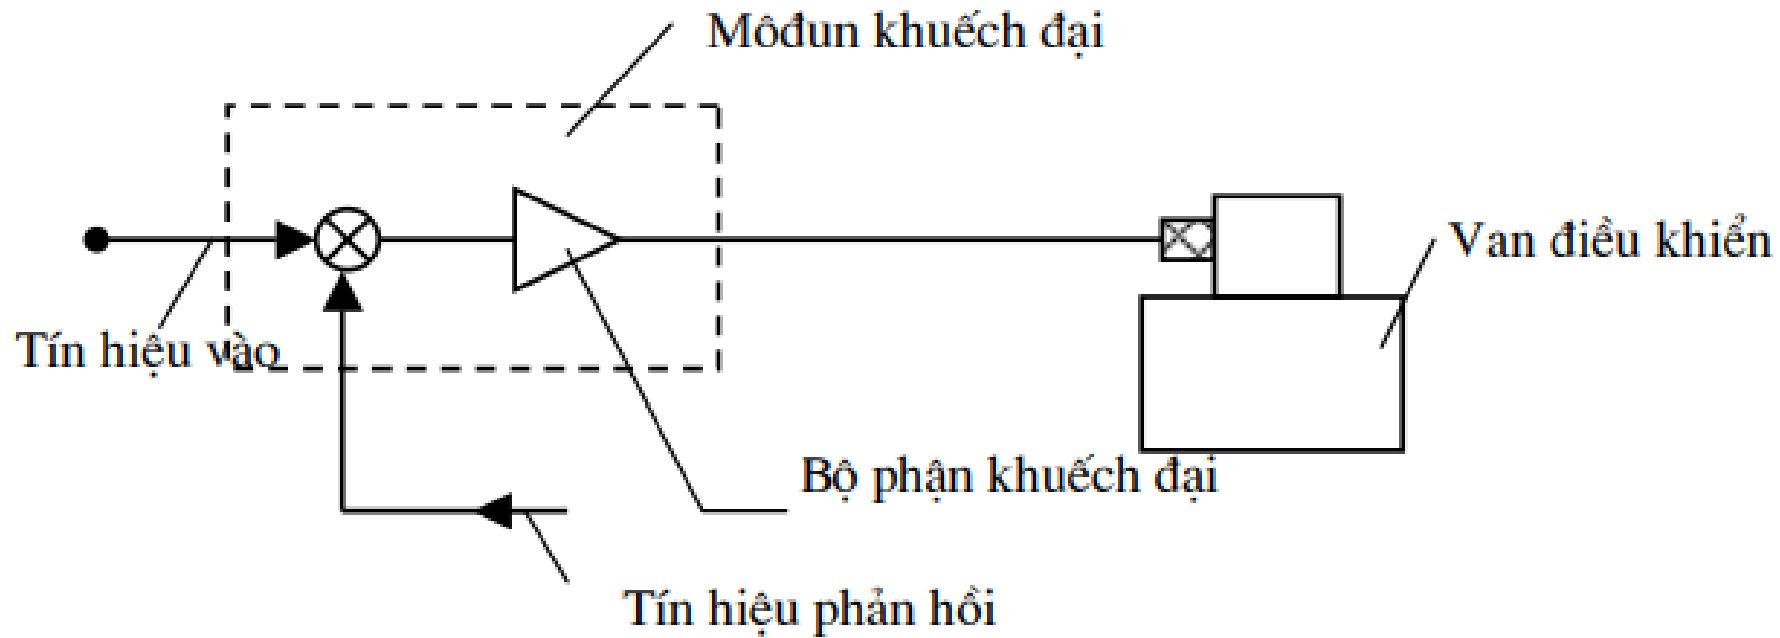 Môđun khuếch đại
Van điều khiển
Tín hiệu vào
Bộ phận khuếch đại
Tín hiệu phản hồi